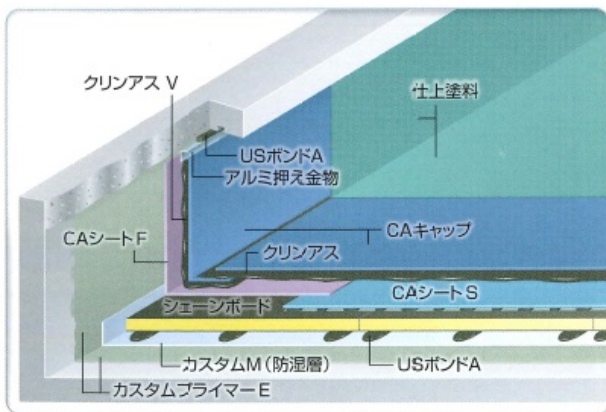 クリンアス V
仕上塗料
USボンドA
アルミ押え金物
CAシートF
CAキャップ
クリンアス
シェーンボード
CAシートS
カスタムM(防湿層)
USボンドA
カスタムプライマーE